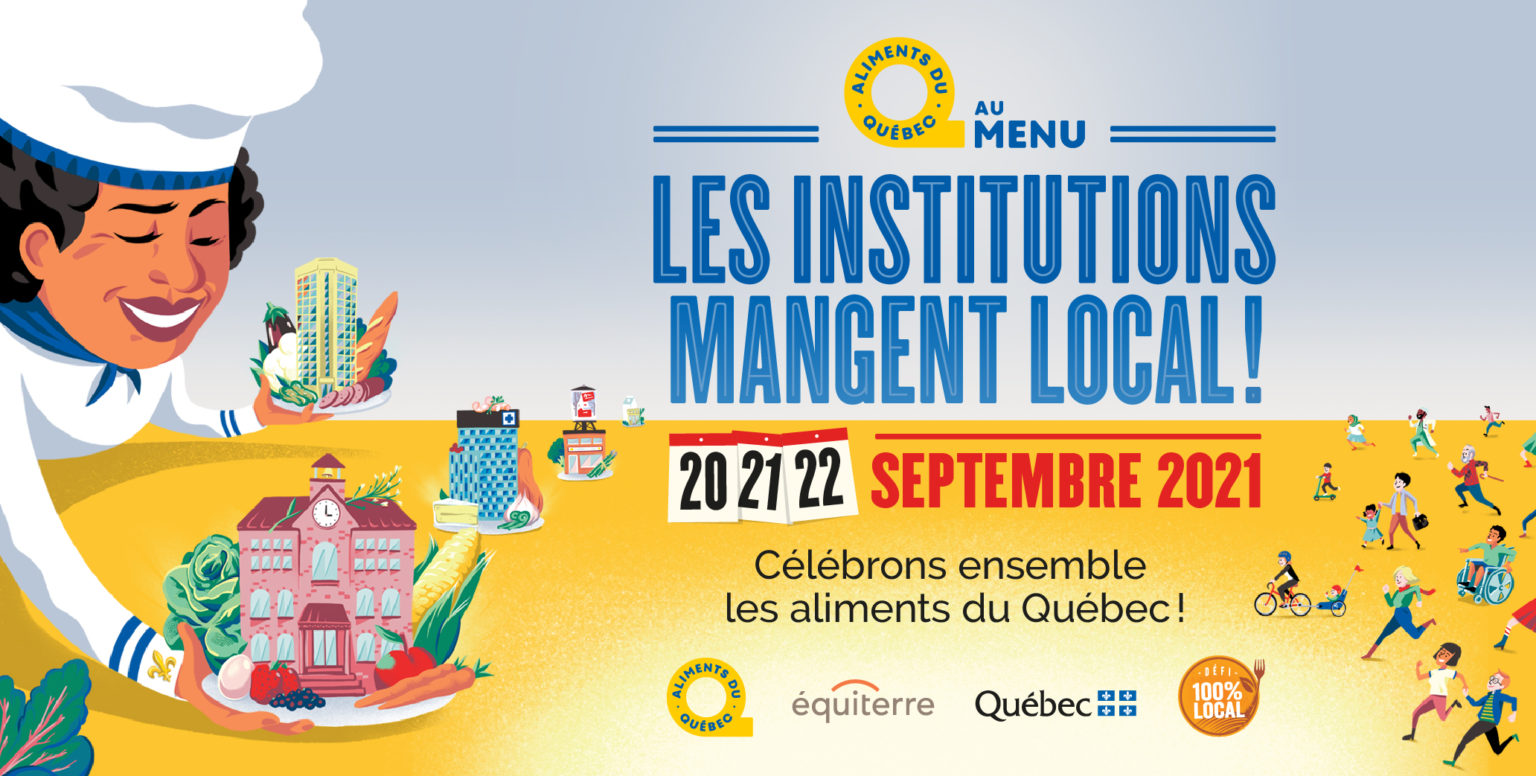 ALIMENTS DU QUÉBEC
AU
MENU
LES INSTITUTIONS
MANGENT LOCAL !
20 21 22 SEPTEMBRE 2021
Célébrons ensemble
les aliments du Québec !
ALIMENTS DU QUÉBEC
équiterre
Québec
DÉFI
100%
LOCAL